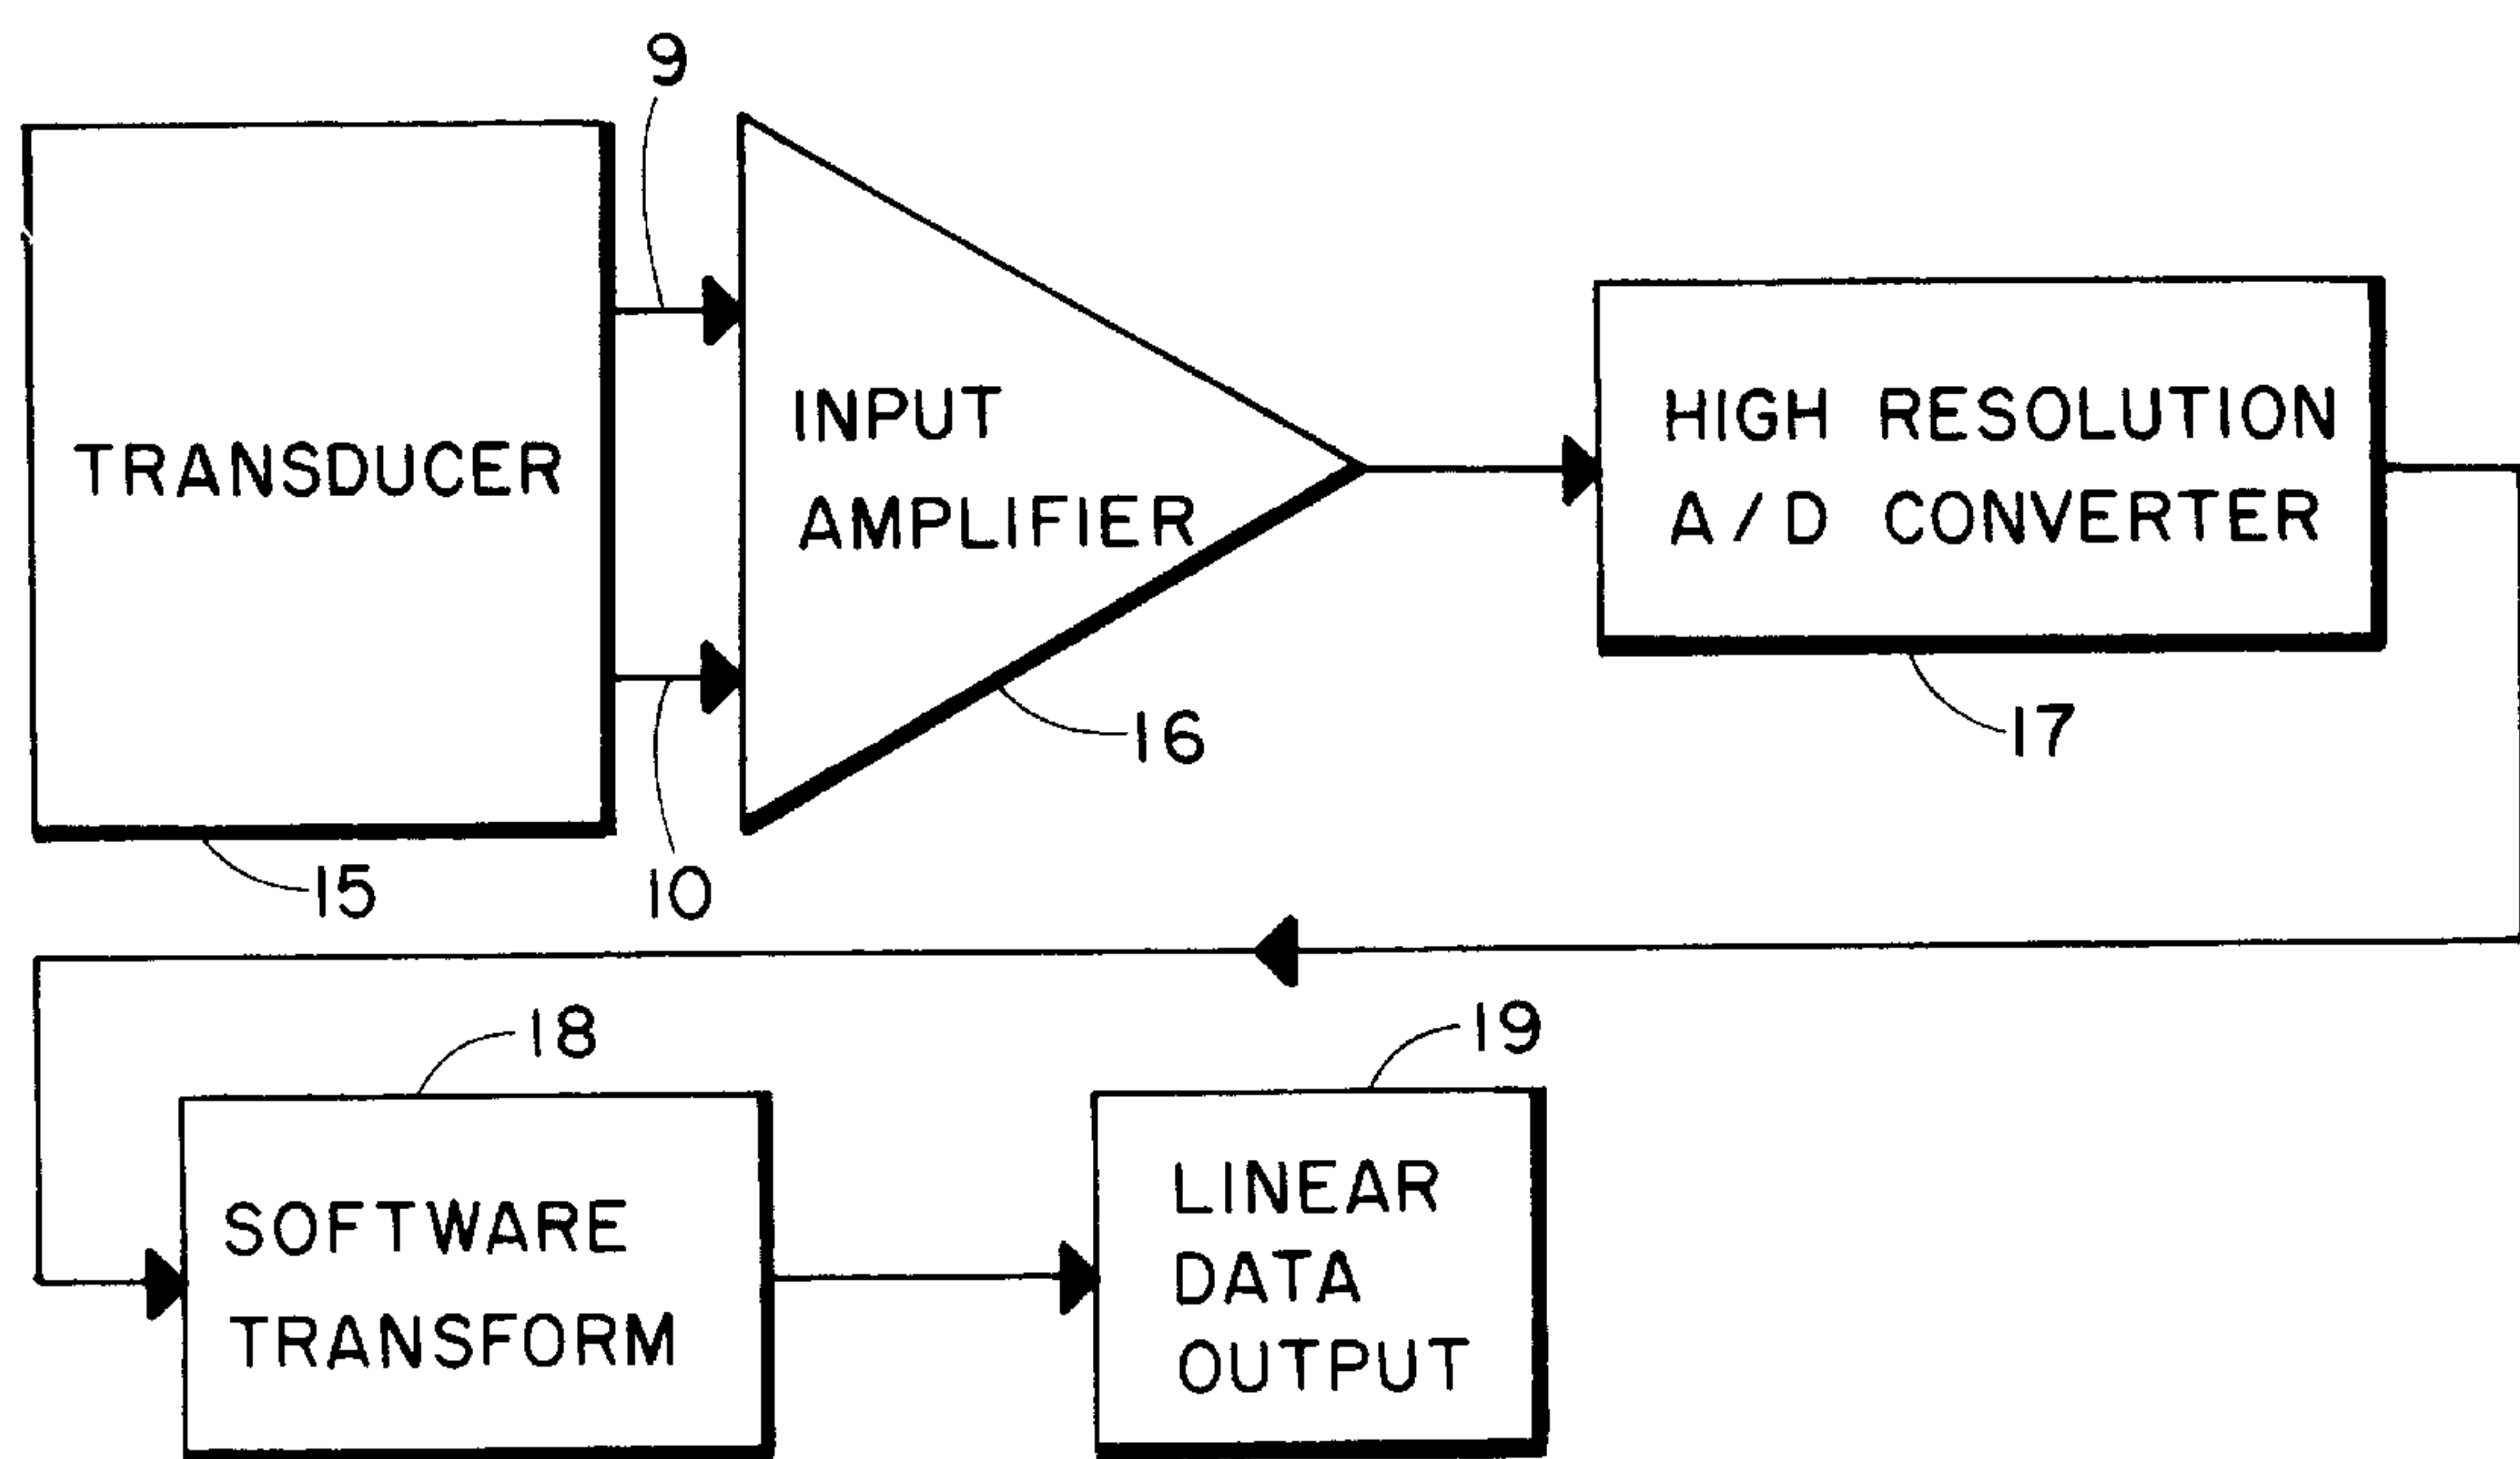 9
TRANSDUCER
INPUT
AMPLIFIER
HIGH RESOLUTION
A/D CONVERTER
16
17
15
10
18
19
SOFTWARE
TRANSFORM
LINEAR
DATA
OUTPUT